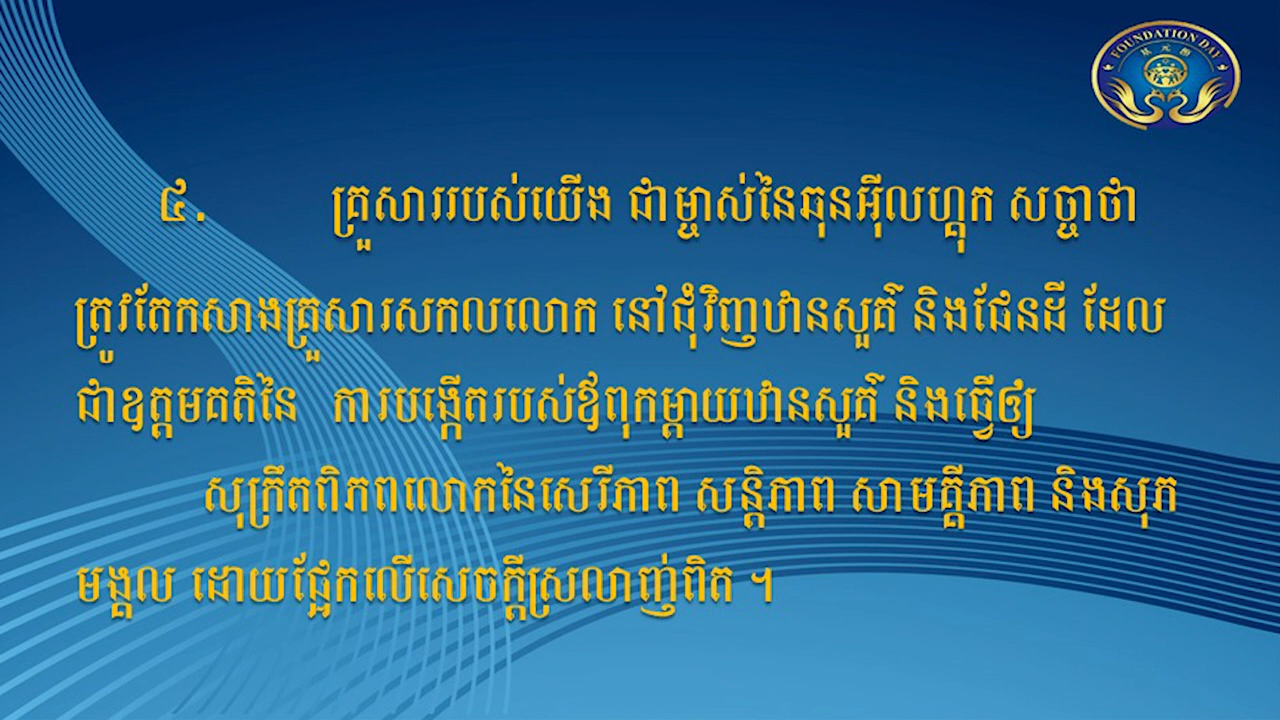 FOUNDATION DAY
៤. គ្រួសាររបស់យើង ជាម្ចាស់នៃឆុនអ៊ីលហ្គុក សច្ចាថា
ត្រូវតែកសាងគ្រួសារសកលលោក នៅជុំវិញឋានសួគ៌ និងផែនដី ដែល
ជាឧត្តមគតិនៃ ការបង្កើតរបស់ឪពុកម្តាយឋានសួគ៌ និងធ្វើឲ្យ
សុក្រឹតពិភពលោកនៃសេរីភាព សន្តិភាព សាមគ្គីភាព និងសុភ
មង្គល ដោយផ្អែកលើសេចក្តីស្រលាញ់ពិត ។